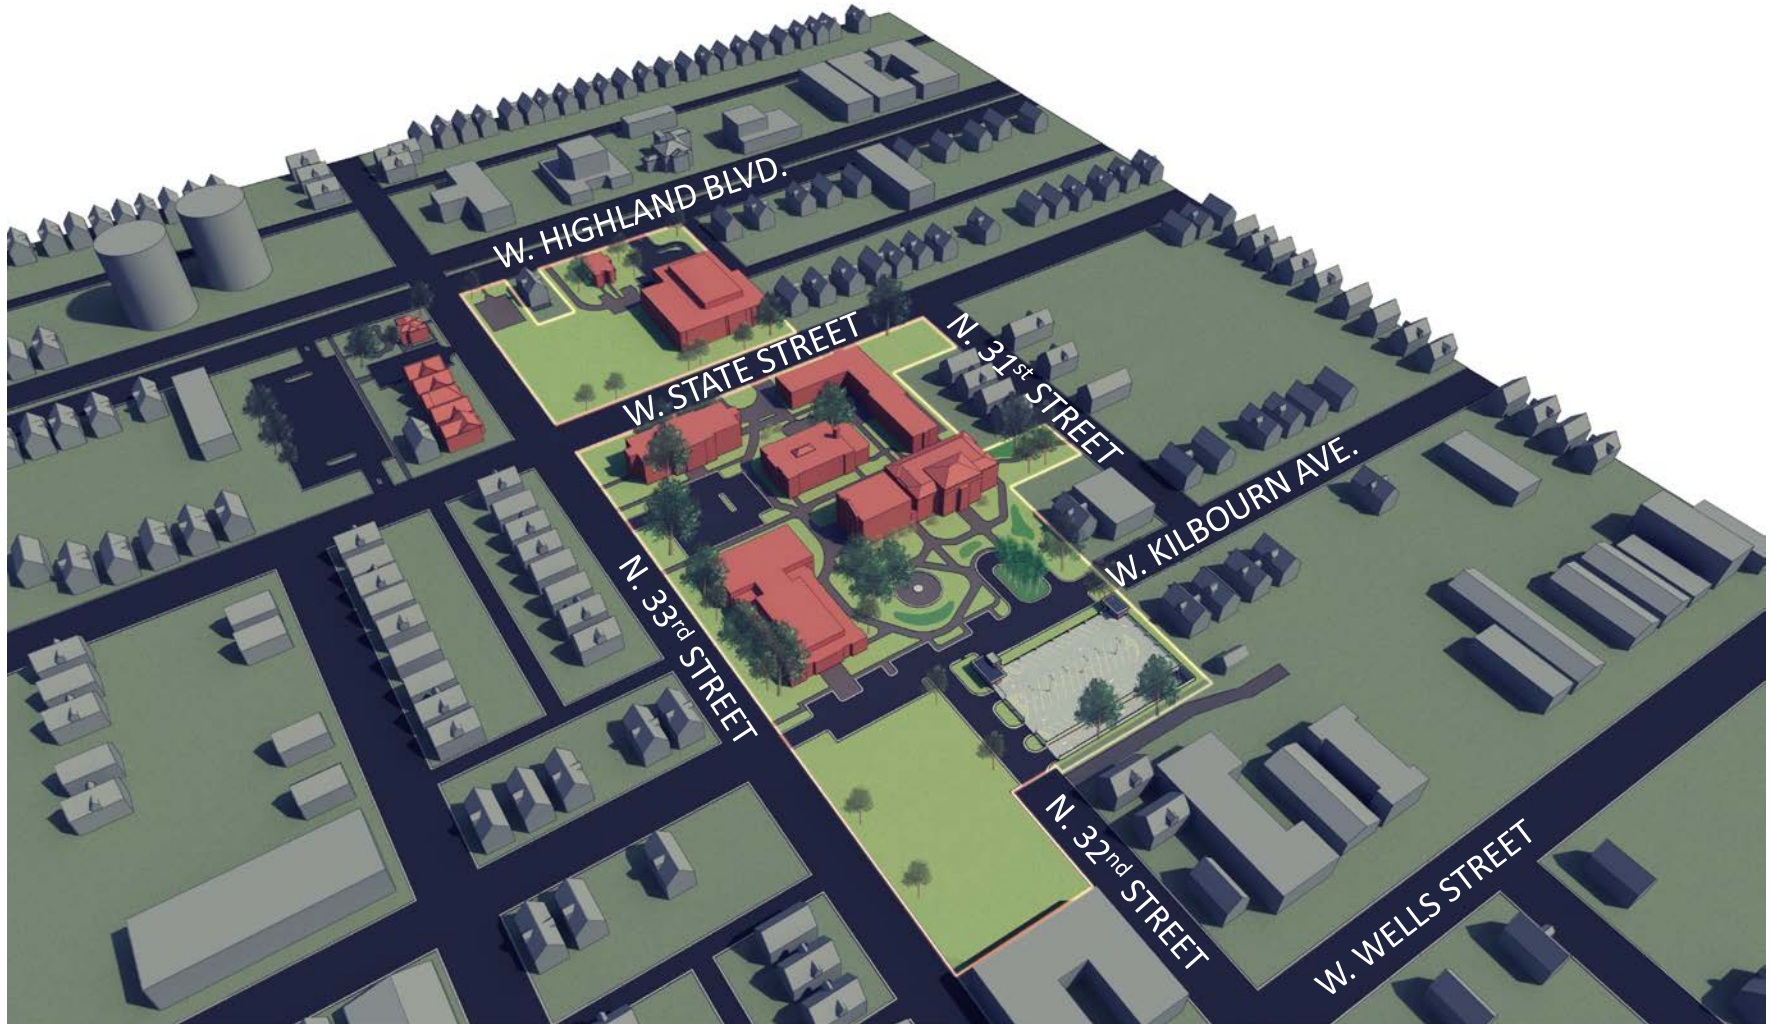 W. HIGHLAND BLVD.
W. STATE STREET
N. 31st STREET
W. KILBOURN AVE.
N. 33rd STREET
N. 32nd STREET
W. WELLS STREET